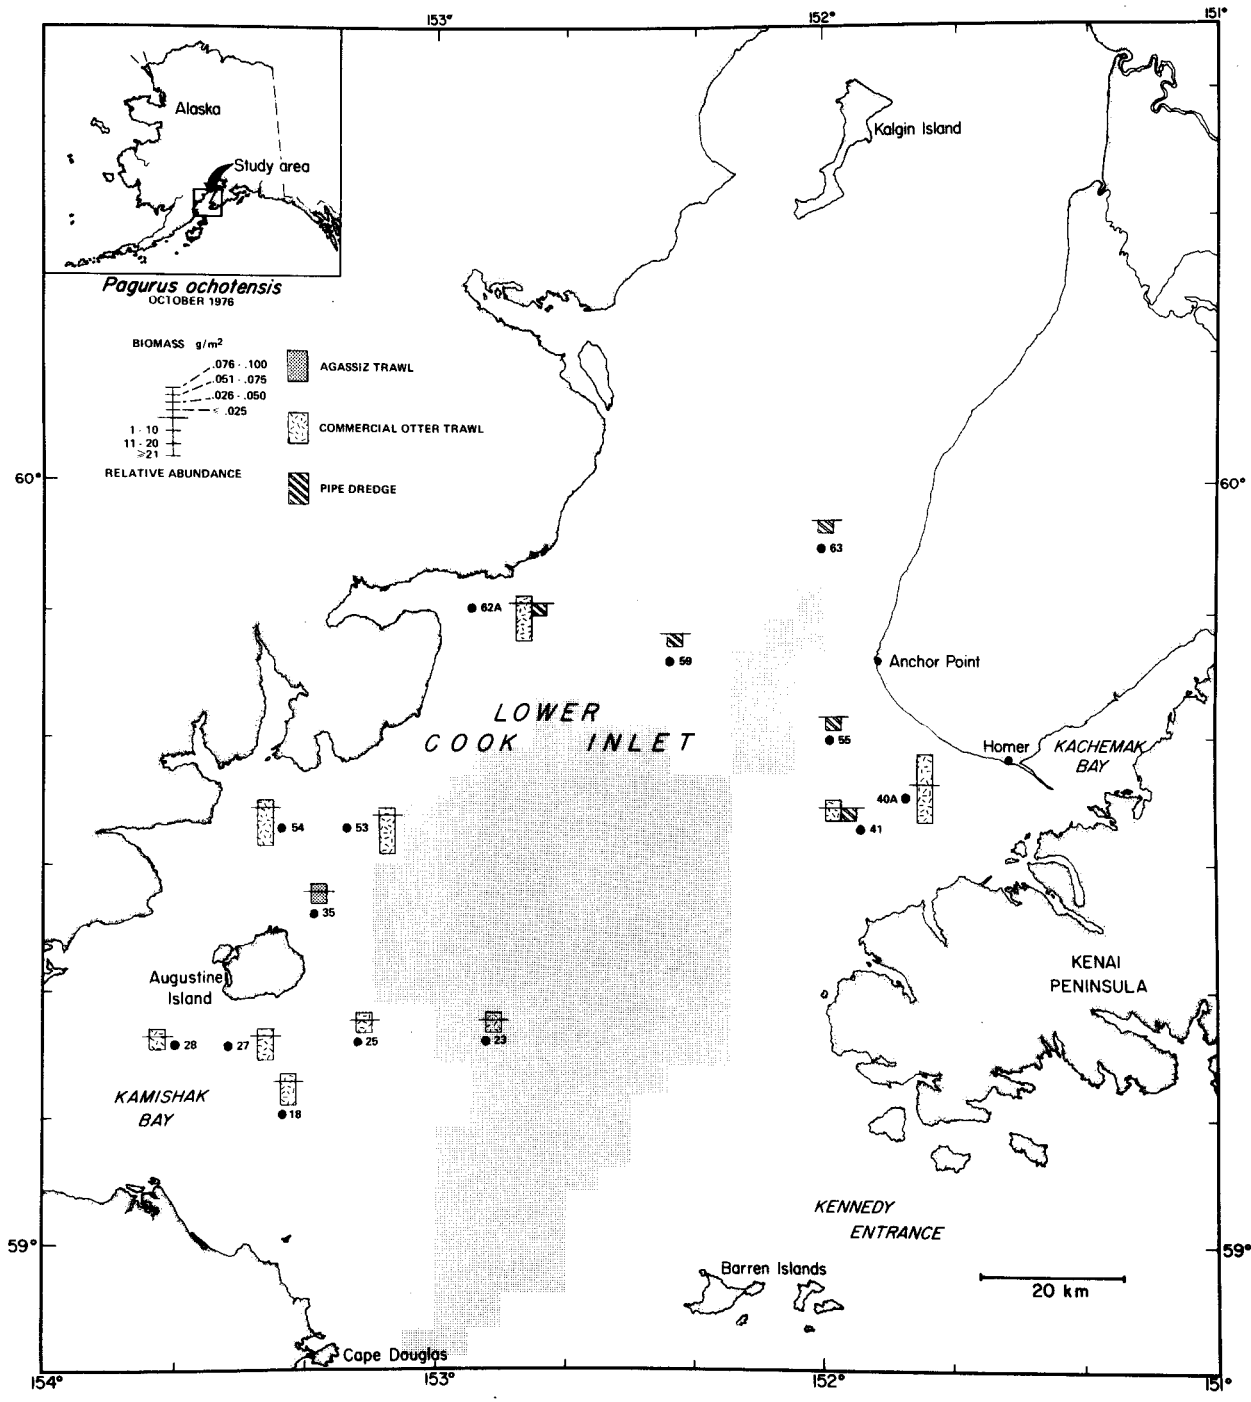 153°
152°
151°
Alaska
Study area
Kalgin Island
Pagurus ochotensis
OCTOBER 1976
BIOMASS g/m²
.076 - .100
.051 - .075
.026 - .050
≤ .025
1 - 10
11 - 20
≥21
RELATIVE ABUNDANCE
AGASSIZ TRAWL
COMMERCIAL OTTER TRAWL
PIPE DREDGE
60°
60°
63
62A
59
Anchor Point
LOWER
COOK INLET
55
Homer
KACHEMAK
BAY
40A
41
54
53
35
Augustine
Island
KENAI
PENINSULA
28
27
25
23
18
KAMISHAK
BAY
KENNEDY
ENTRANCE
59°
59°
Barren Islands
20 km
Cape Douglas
154°
153°
152°
151°